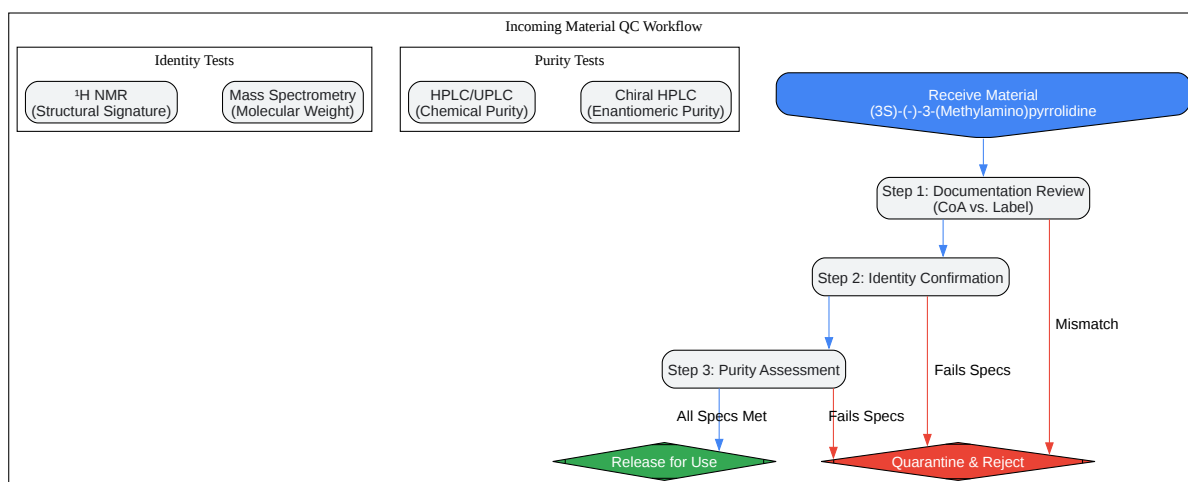 Incoming Material QC Workflow
Identity Tests
¹H NMR
(Structural Signature)
Mass Spectrometry
(Molecular Weight)
Purity Tests
HPLC/UPLC
(Chemical Purity)
Chiral HPLC
(Enantiomeric Purity)
Receive Material
(3S)-(-)-3-(Methylamino)pyrrolidine
Step 1: Documentation Review
(CoA vs. Label)
Step 2: Identity Confirmation
Mismatch
Step 3: Purity Assessment
Fails Specs
All Specs Met
Fails Specs
Release for Use
Quarantine & Reject